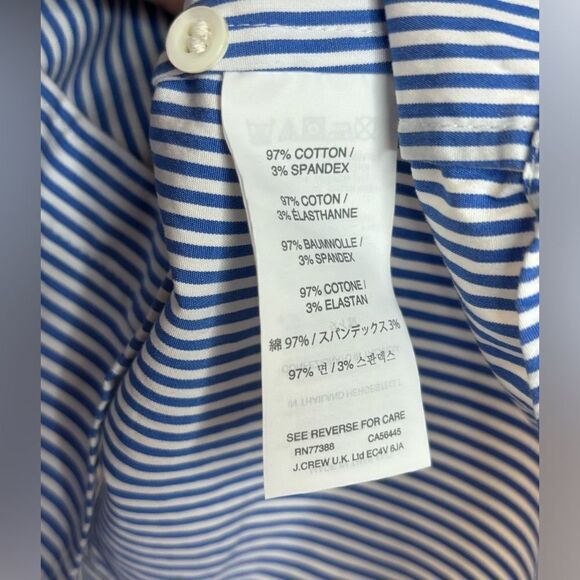 97% COTTON /
3% SPANDEX
97% COTON /
3% ÉLASTHANNE
97% BAUMWOLLE /
3% SPANDEX
97% COTONE /
3% ELASTAN
綿 97% / スパンデックス 3%
97% 면 / 3% 스판덱스
SEE REVERSE FOR CARE
RN77388 CA56445
J.CREW U.K. Ltd EC4V 6JA